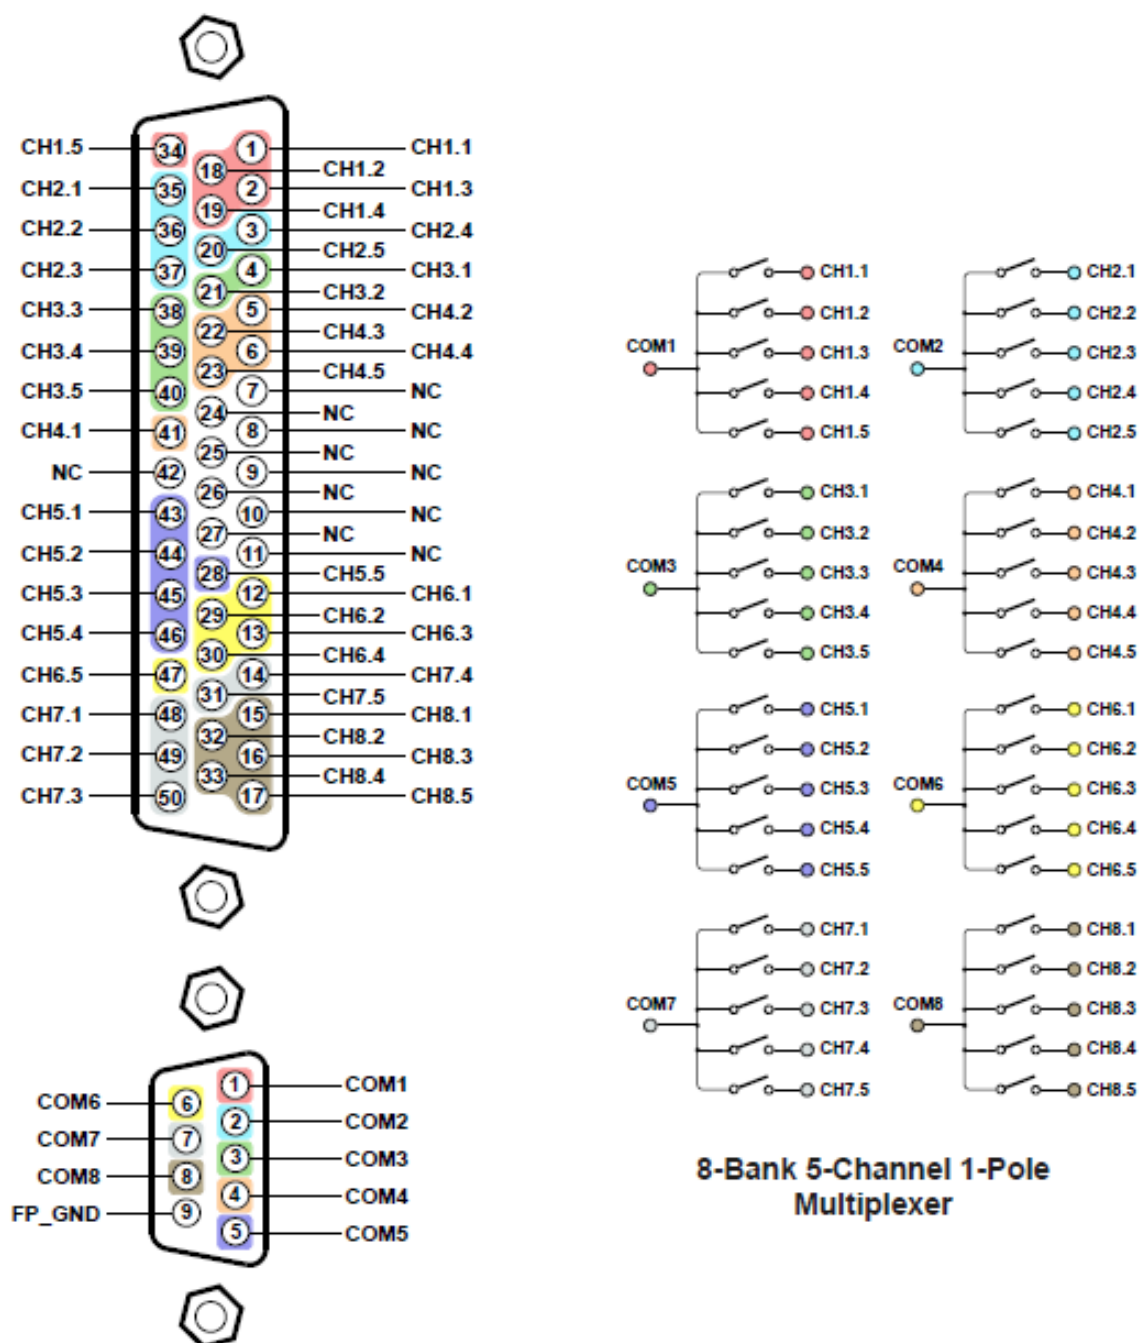 34 1
CH1.5 CH1.1
18 CH1.2
CH2.1 35 2 CH1.3
19 CH1.4
CH2.2 36 3 CH2.4
20 CH2.5
CH2.3 37 4 CH3.1
21 CH3.2
CH3.3 38 5 CH4.2
22 CH4.3
CH3.4 39 6 CH4.4
23 CH4.5
CH3.5 40 7 NC
24 NC
CH4.1 41 8 NC
25 NC
NC 42 9 NC
26 NC
CH5.1 43 10 NC
27 NC
CH5.2 44 11 NC
28 CH5.5
CH5.3 45 12 CH6.1
29 CH6.2
CH5.4 46 13 CH6.3
30 CH6.4
CH6.5 47 14 CH7.4
31 CH7.5
CH7.1 48 15 CH8.1
32 CH8.2
CH7.2 49 16 CH8.3
33 CH8.4
CH7.3 50 17 CH8.5
1 COM1
COM6 6
2 COM2
COM7 7
3 COM3
COM8 8
4 COM4
FP_GND 9
5 COM5
COM1
CH1.1
CH1.2
CH1.3
CH1.4
CH1.5
COM2
CH2.1
CH2.2
CH2.3
CH2.4
CH2.5
COM3
CH3.1
CH3.2
CH3.3
CH3.4
CH3.5
COM4
CH4.1
CH4.2
CH4.3
CH4.4
CH4.5
COM5
CH5.1
CH5.2
CH5.3
CH5.4
CH5.5
COM6
CH6.1
CH6.2
CH6.3
CH6.4
CH6.5
COM7
CH7.1
CH7.2
CH7.3
CH7.4
CH7.5
COM8
CH8.1
CH8.2
CH8.3
CH8.4
CH8.5
8-Bank 5-Channel 1-Pole
Multiplexer